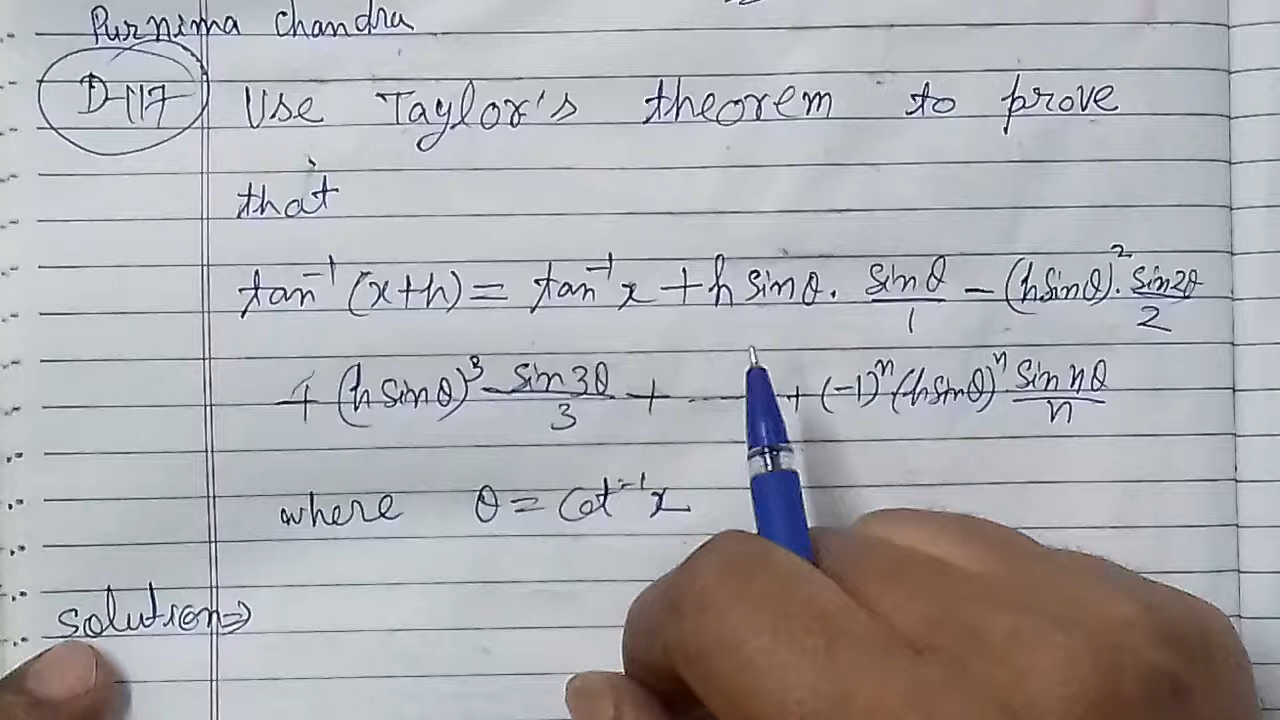 Purnima Chandra
D-117 Use Taylor's theorem to prove
that
tan⁻¹(x+h) = tan⁻¹x + h sinθ. sinθ/1 - (h sinθ)². sin2θ/2
+ (h sinθ)³ sin3θ/3 + ...... + (-1)ⁿ (h sinθ)ⁿ sin nθ/n
where θ = Cot⁻¹x
Solution⇒